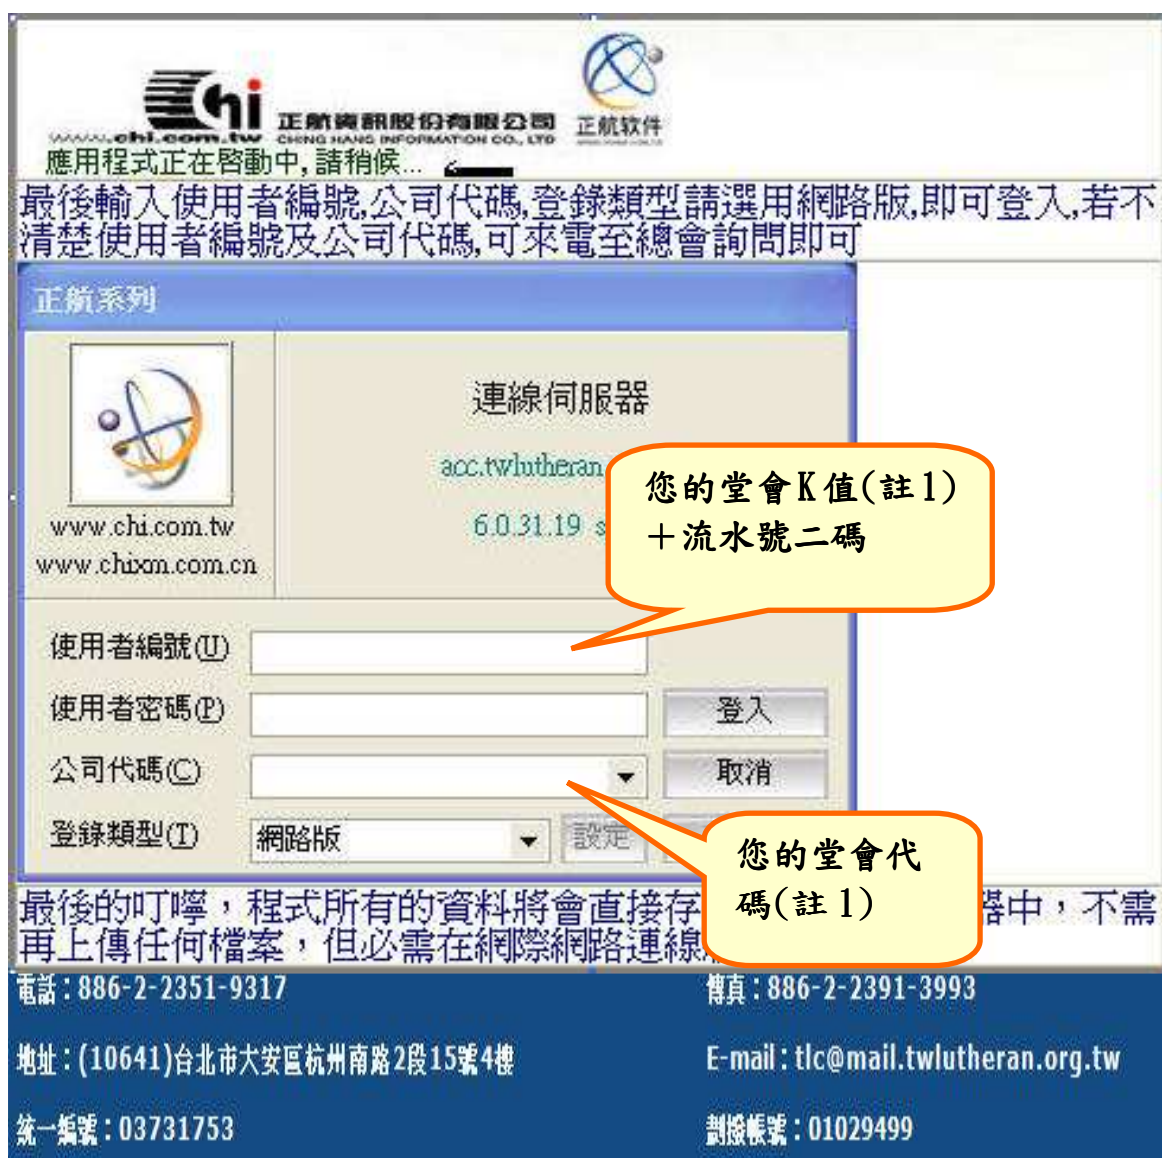 chi 正航資訊股份有限公司
www.chi.com.tw CHING HANG INFORMATION CO., LTD
正航软件
應用程式正在啓動中,請稍候...
最後輸入使用者編號,公司代碼,登錄類型請選用網路版,即可登入,若不
清楚使用者編號及公司代碼,可來電至總會詢問即可
正航系列
連線伺服器
acc.twlutheran
6.0.31.19 s
www.chi.com.tw
www.chixm.com.cn
您的堂會K值(註1)
＋流水號二碼
使用者編號(U)
使用者密碼(P)
登入
公司代碼(C)
取消
登錄類型(T)
網路版
設定
您的堂會代
碼(註1)
最後的叮嚀，程式所有的資料將會直接存 器中，不需
再上傳任何檔案，但必需在網際網路連線
電話：886-2-2351-9317
傳真：886-2-2391-3993
地址：(10641)台北市大安區杭州南路2段15號4樓
E-mail：tlc@mail.twlutheran.org.tw
統一編號：03731753
劃撥帳號：01029499